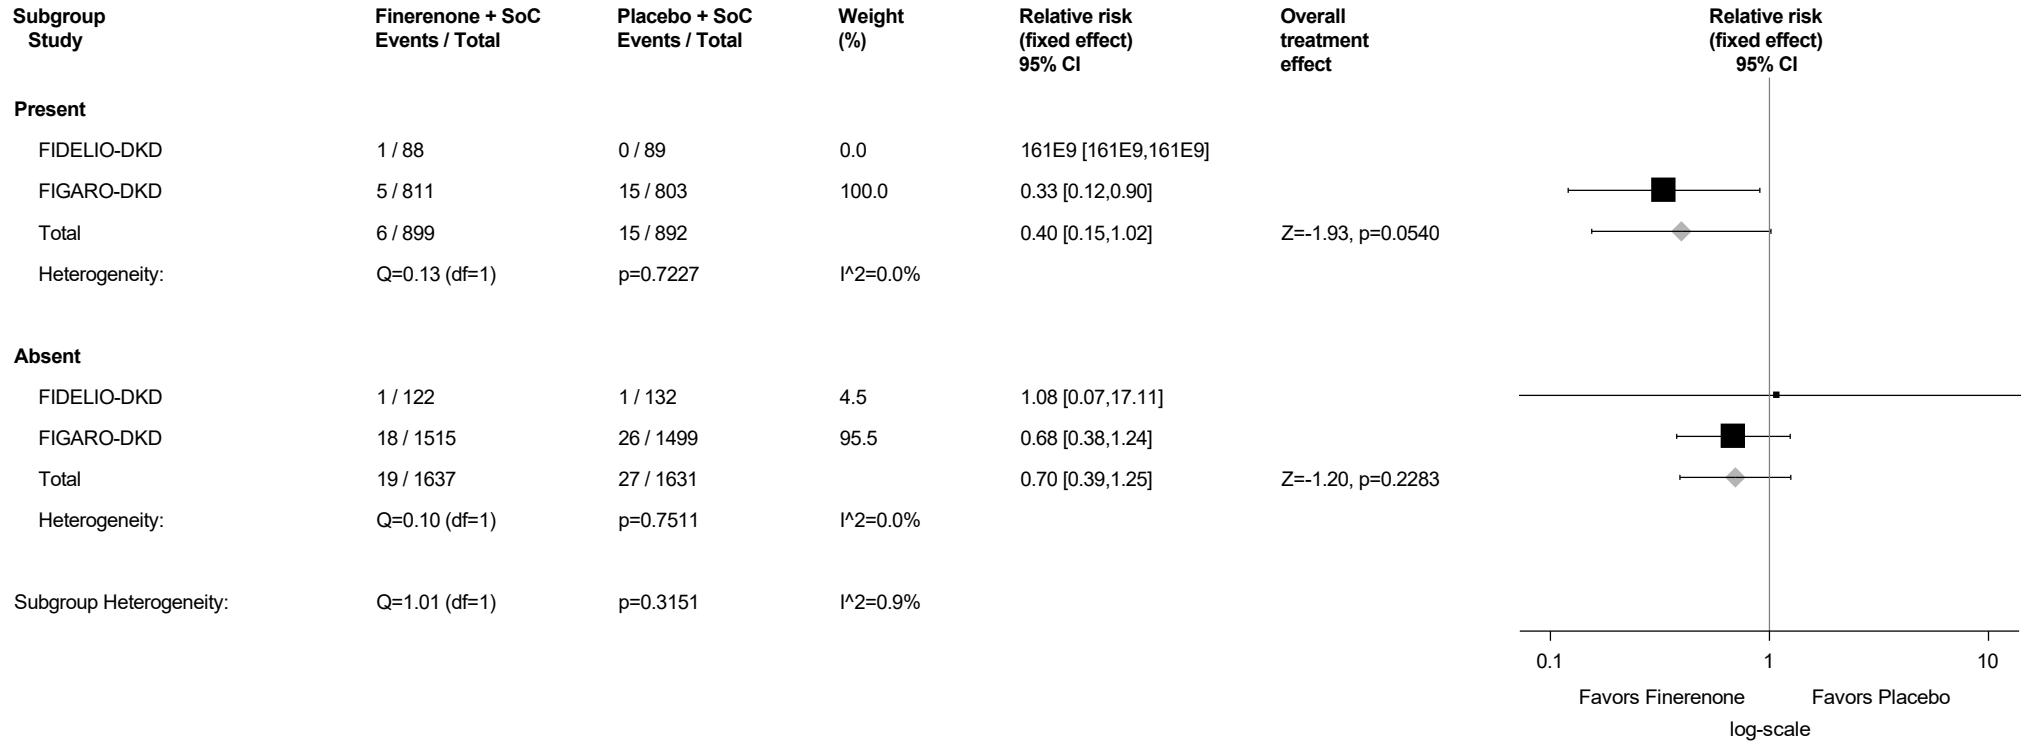 Subgroup Finerenone + SoC Placebo + SoC Weight Relative risk Overall Relative risk
Study Events / Total Events / Total (%) (fixed effect) treatment (fixed effect)
95% CI effect 95% CI
Present
FIDELIO-DKD 1 / 88 0 / 89 0.0 161E9 [161E9,161E9]
FIGARO-DKD 5 / 811 15 / 803 100.0 0.33 [0.12,0.90]
Total 6 / 899 15 / 892 0.40 [0.15,1.02] Z=-1.93, p=0.0540
Heterogeneity: Q=0.13 (df=1) p=0.7227 I^2=0.0%
Absent
FIDELIO-DKD 1 / 122 1 / 132 4.5 1.08 [0.07,17.11]
FIGARO-DKD 18 / 1515 26 / 1499 95.5 0.68 [0.38,1.24]
Total 19 / 1637 27 / 1631 0.70 [0.39,1.25] Z=-1.20, p=0.2283
Heterogeneity: Q=0.10 (df=1) p=0.7511 I^2=0.0%
Subgroup Heterogeneity: Q=1.01 (df=1) p=0.3151 I^2=0.9%
0.1 1 10
Favors Finerenone Favors Placebo
log-scale